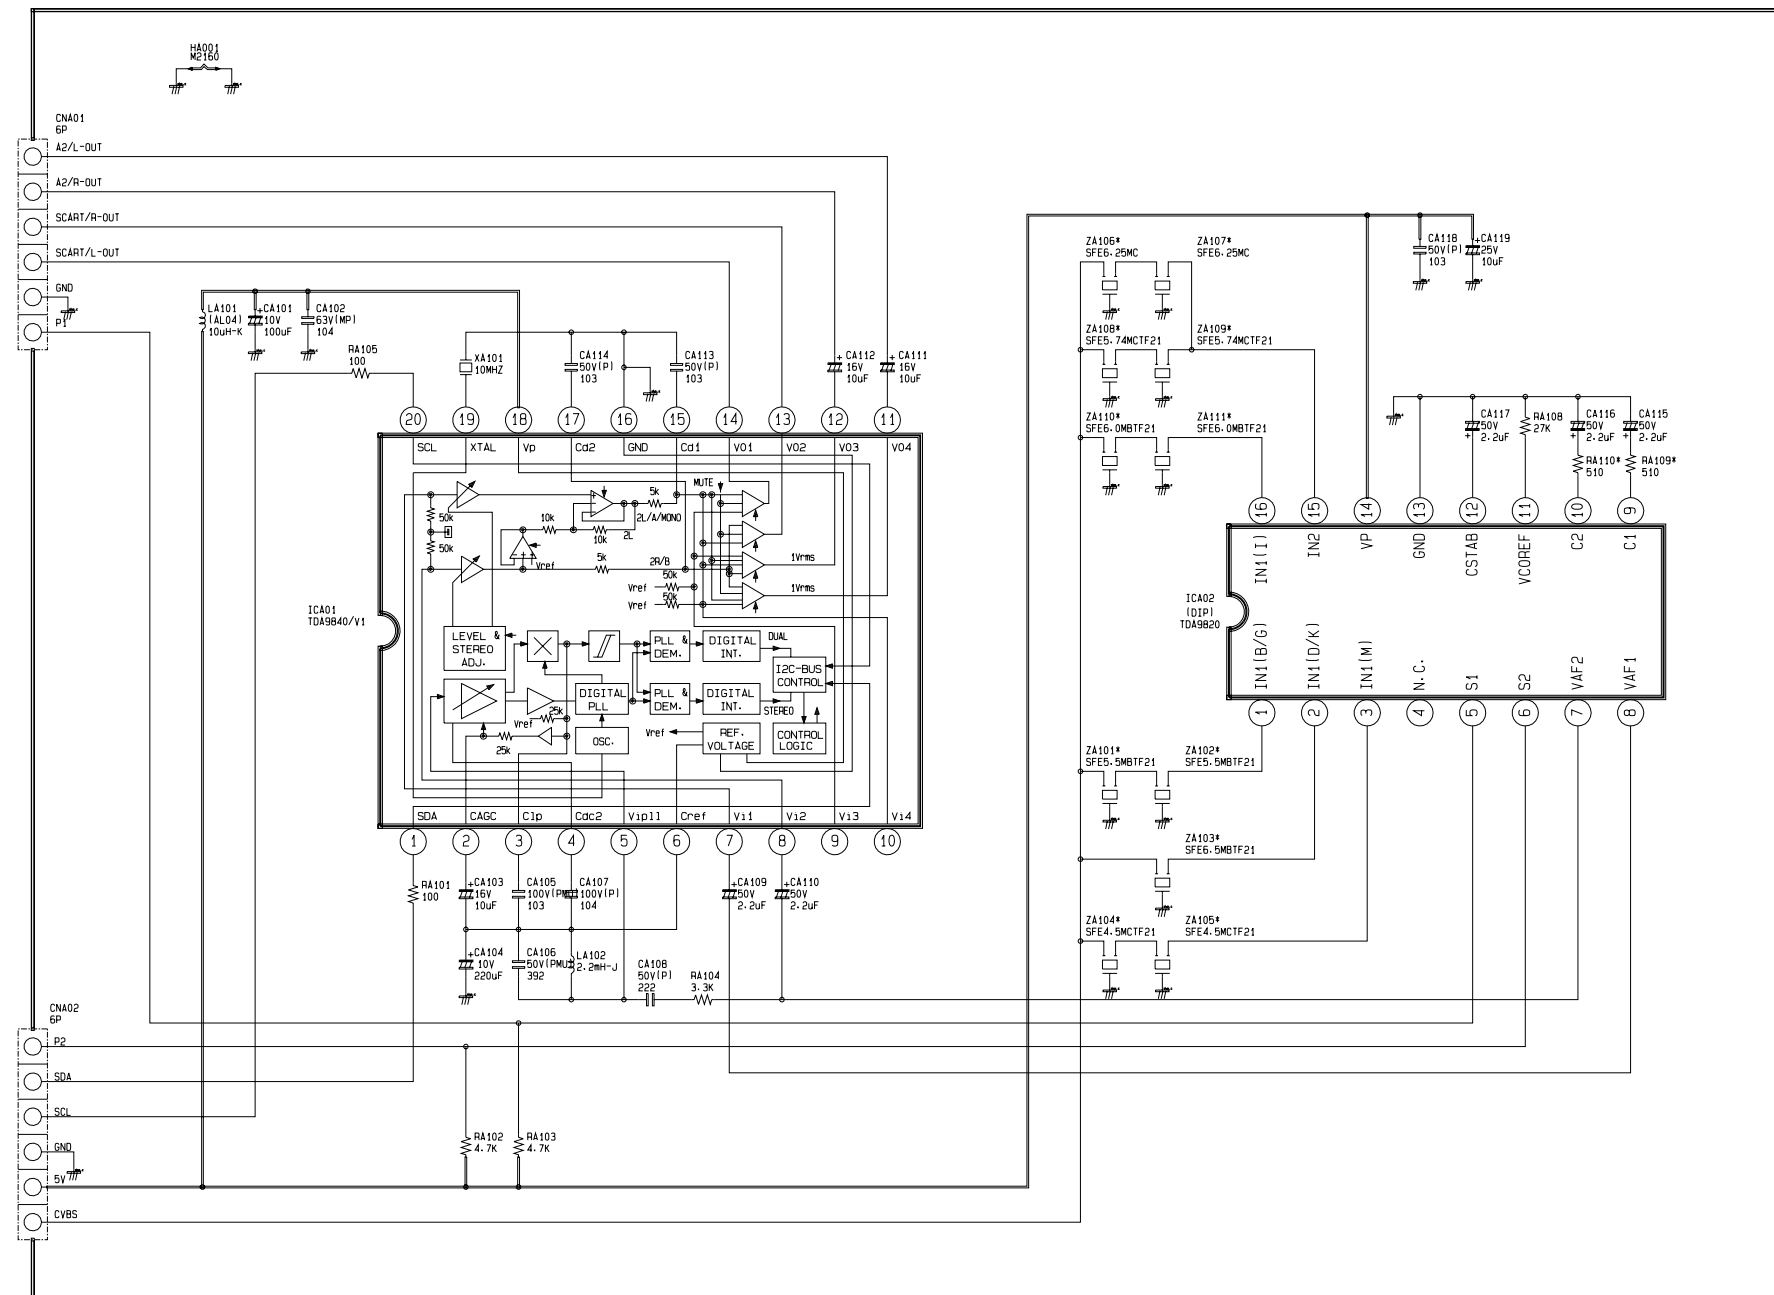 HA001
M2160
CNA01
6P
A2/L-OUT
A2/R-OUT
SCART/R-OUT
SCART/L-OUT
GND
P1
LA101
(AL04)
10uH-K
+CA101
10V
100uF
CA102
63V(MP)
104
RA105
100
XA101
10MHZ
CA114
50V(P)
103
CA113
50V(P)
103
+ CA112
16V
10uF
+ CA111
16V
10uF
20
19
18
17
16
15
14
13
12
11
SCL
XTAL
Vp
Cd2
GND
Cd1
VO1
VO2
VO3
VO4
MUTE
50k
50k
10k
10k
5k
2L/A/MONO
2L
5k
2R/B
Vref
50k
Vref
50k
Vref
1Vrms
1Vrms
ICA01
TDA9840/V1
LEVEL &
STEREO
ADJ.
PLL &
DEM.
DIGITAL
INT.
DUAL
I2C-BUS
CONTROL
DIGITAL
PLL
PLL &
DEM.
DIGITAL
INT.
STEREO
25k
Vref
25k
OSC.
Vref
REF.
VOLTAGE
CONTROL
LOGIC
SDA
CAGC
Clp
Cdc2
Vipll
Cref
Vi1
Vi2
Vi3
Vi4
1
2
3
4
5
6
7
8
9
10
RA101
100
+CA103
16V
10uF
CA105
100V(PMU)
103
CA107
100V(P)
104
+CA109
50V
2.2uF
+CA110
50V
2.2uF
+CA104
10V
220uF
CA106
50V(PMU)
392
LA102
2.2mH-J
CA108
50V(P)
222
RA104
3.3K
CNA02
6P
P2
SDA
SCL
GND
5V
CVBS
RA102
4.7K
RA103
4.7K
ZA106*
SFE6.25MC
ZA107*
SFE6.25MC
ZA108*
SFE5.74MCTF21
ZA109*
SFE5.74MCTF21
ZA110*
SFE6.0MBTF21
ZA111*
SFE6.0MBTF21
CA118
50V(P)
103
+CA119
25V
10uF
CA117
50V
+ 2.2uF
RA108
27K
CA116
50V
+ 2.2uF
CA115
50V
+ 2.2uF
RA110*
510
RA109*
510
16
15
14
13
12
11
10
9
IN1(I)
IN2
VP
GND
CSTAB
VCOREF
C2
C1
ICA02
(DIP)
TDA9820
IN1(B/G)
IN1(D/K)
IN1(M)
N.C.
S1
S2
VAF2
VAF1
1
2
3
4
5
6
7
8
ZA101*
SFE5.5MBTF21
ZA102*
SFE5.5MBTF21
ZA103*
SFE6.5MBTF21
ZA104*
SFE4.5MCTF21
ZA105*
SFE4.5MCTF21